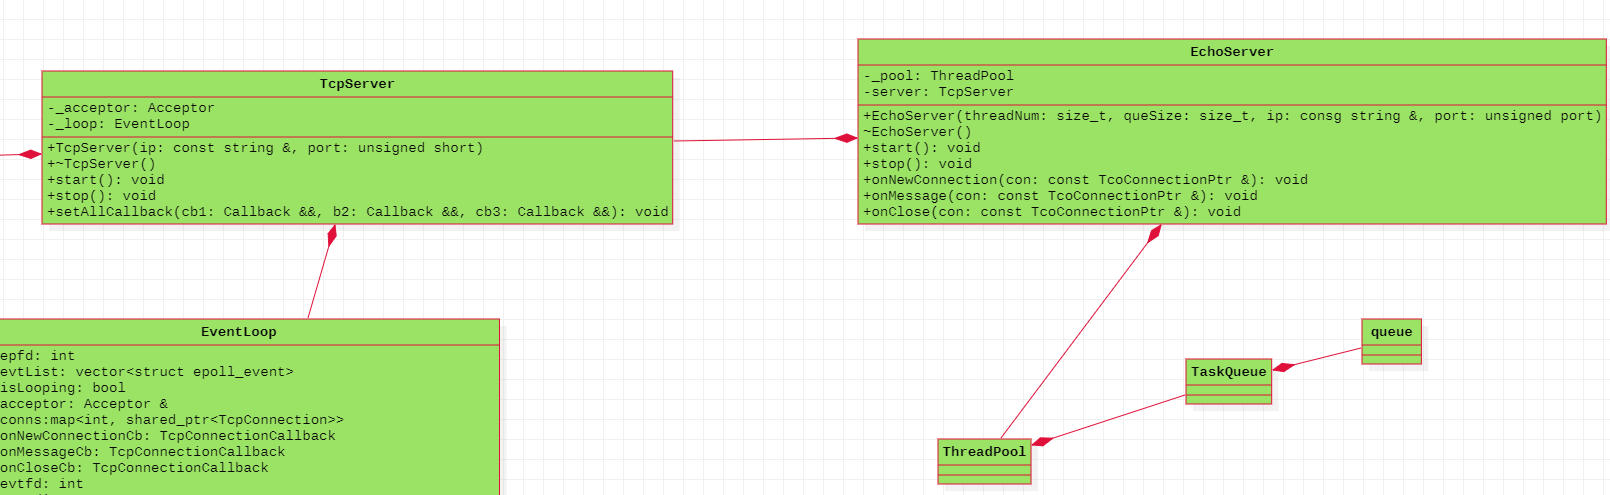 TcpServer
-_acceptor: Acceptor
-_loop: EventLoop
+TcpServer(ip: const string &, port: unsigned short)
+~TcpServer()
+start(): void
+stop(): void
+setAllCallback(cb1: Callback &&, b2: Callback &&, cb3: Callback &&): void
EchoServer
-_pool: ThreadPool
-server: TcpServer
+EchoServer(threadNum: size_t, queSize: size_t, ip: consg string &, port: unsigned port)
~EchoServer()
+start(): void
+stop(): void
+onNewConnection(con: const TcoConnectionPtr &): void
+onMessage(con: const TcoConnectionPtr &): void
+onClose(con: const TcoConnectionPtr &): void
EventLoop
epfd: int
evtList: vector<struct epoll_event>
isLooping: bool
acceptor: Acceptor &
conns:map<int, shared_ptr<TcpConnection>>
onNewConnectionCb: TcpConnectionCallback
onMessageCb: TcpConnectionCallback
onCloseCb: TcpConnectionCallback
evtfd: int
queue
TaskQueue
ThreadPool